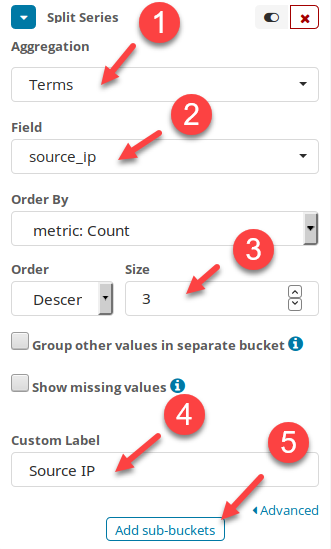 Split Series
1
Aggregation
Terms
2
Field
source_ip
Order By
metric: Count
3
Order Size
Descer 3
Group other values in separate bucket
Show missing values
4
Custom Label
5
Source IP
Advanced
Add sub-buckets